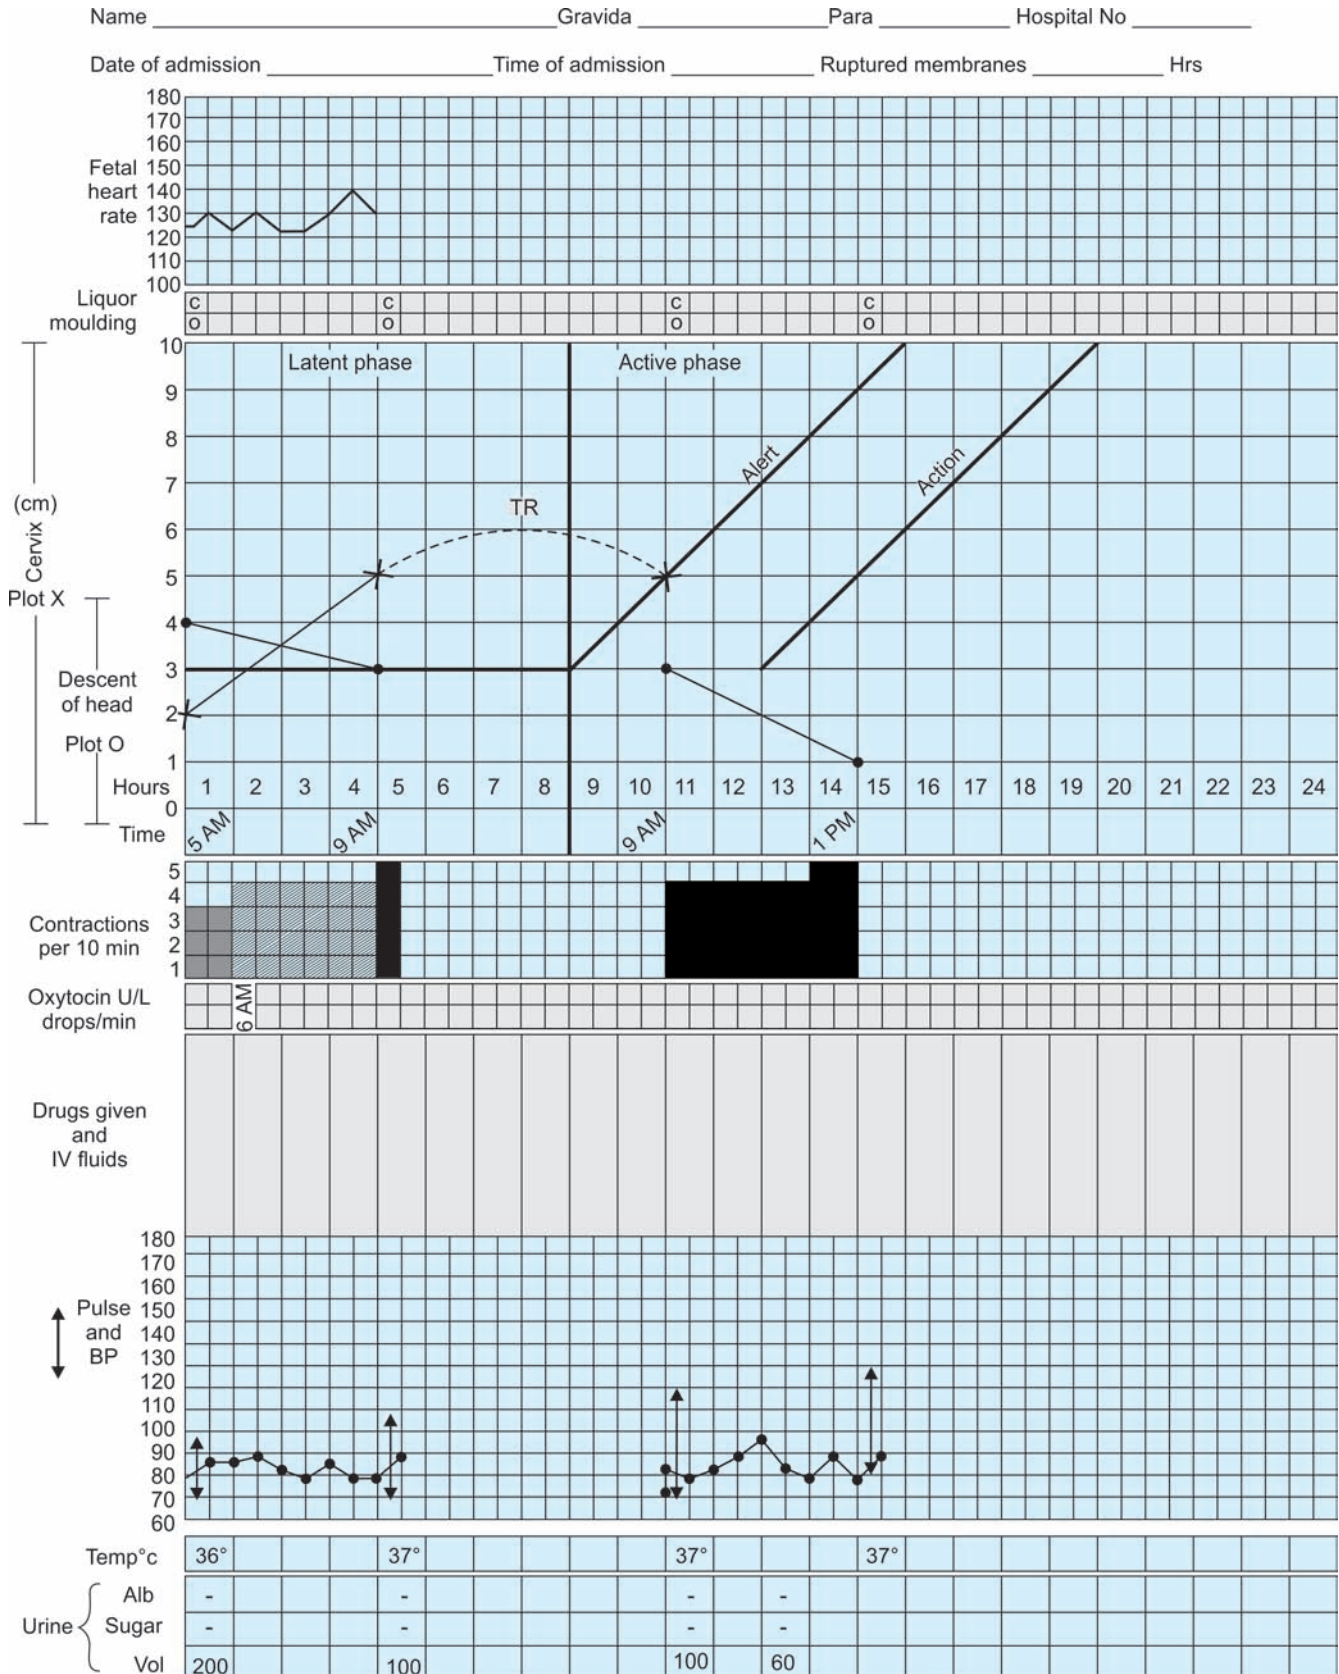 Name Gravida Para Hospital No
Date of admission Time of admission Ruptured membranes Hrs
180
170
160
150
140
130
120
110
100
Fetal
heart
rate
Liquor
moulding
c c c c
o o o o
10
9
8
7
6
5
4
3
2
1
0
Latent phase Active phase
Alert
Action
TR
(cm)
Cervix
Plot X
Descent
of head
Plot O
Hours 1 2 3 4 5 6 7 8 9 10 11 12 13 14 15 16 17 18 19 20 21 22 23 24
Time 5 AM 9 AM 9 AM 1 PM
5
4
3
2
1
Contractions
per 10 min
Oxytocin U/L
drops/min
6 AM
Drugs given
and
IV fluids
180
170
160
150
140
130
120
110
100
90
80
70
60
Pulse
and
BP
Temp°c 36° 37° 37° 37°
Urine
Alb - - - -
Sugar - - - -
Vol 200 100 100 60